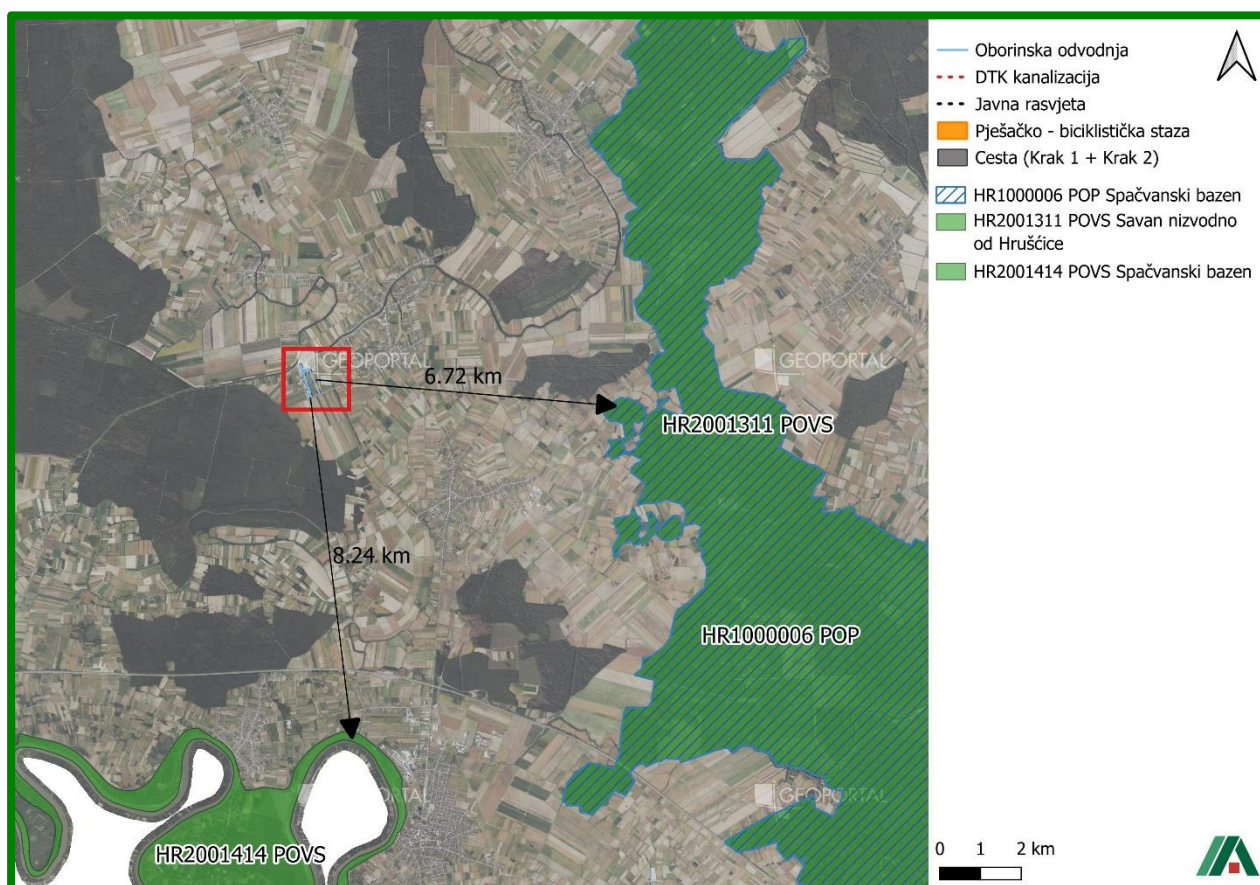 Oborinska odvodnja
DTK kanalizacija
Javna rasvjeta
Pješačko - biciklistička staza
Cesta (Krak 1 + Krak 2)
HR1000006 POP Spačvanski bazen
HR2001311 POVS Savan nizvodno
od Hrušćice
HR2001414 POVS Spačvanski bazen
GEOPORTAL
GEOPORTAL
6.72 km
HR2001311 POVS
8.24 km
HR1000006 POP
GEOPORTAL
GEOPORTAL
HR2001414 POVS
0 1 2 km